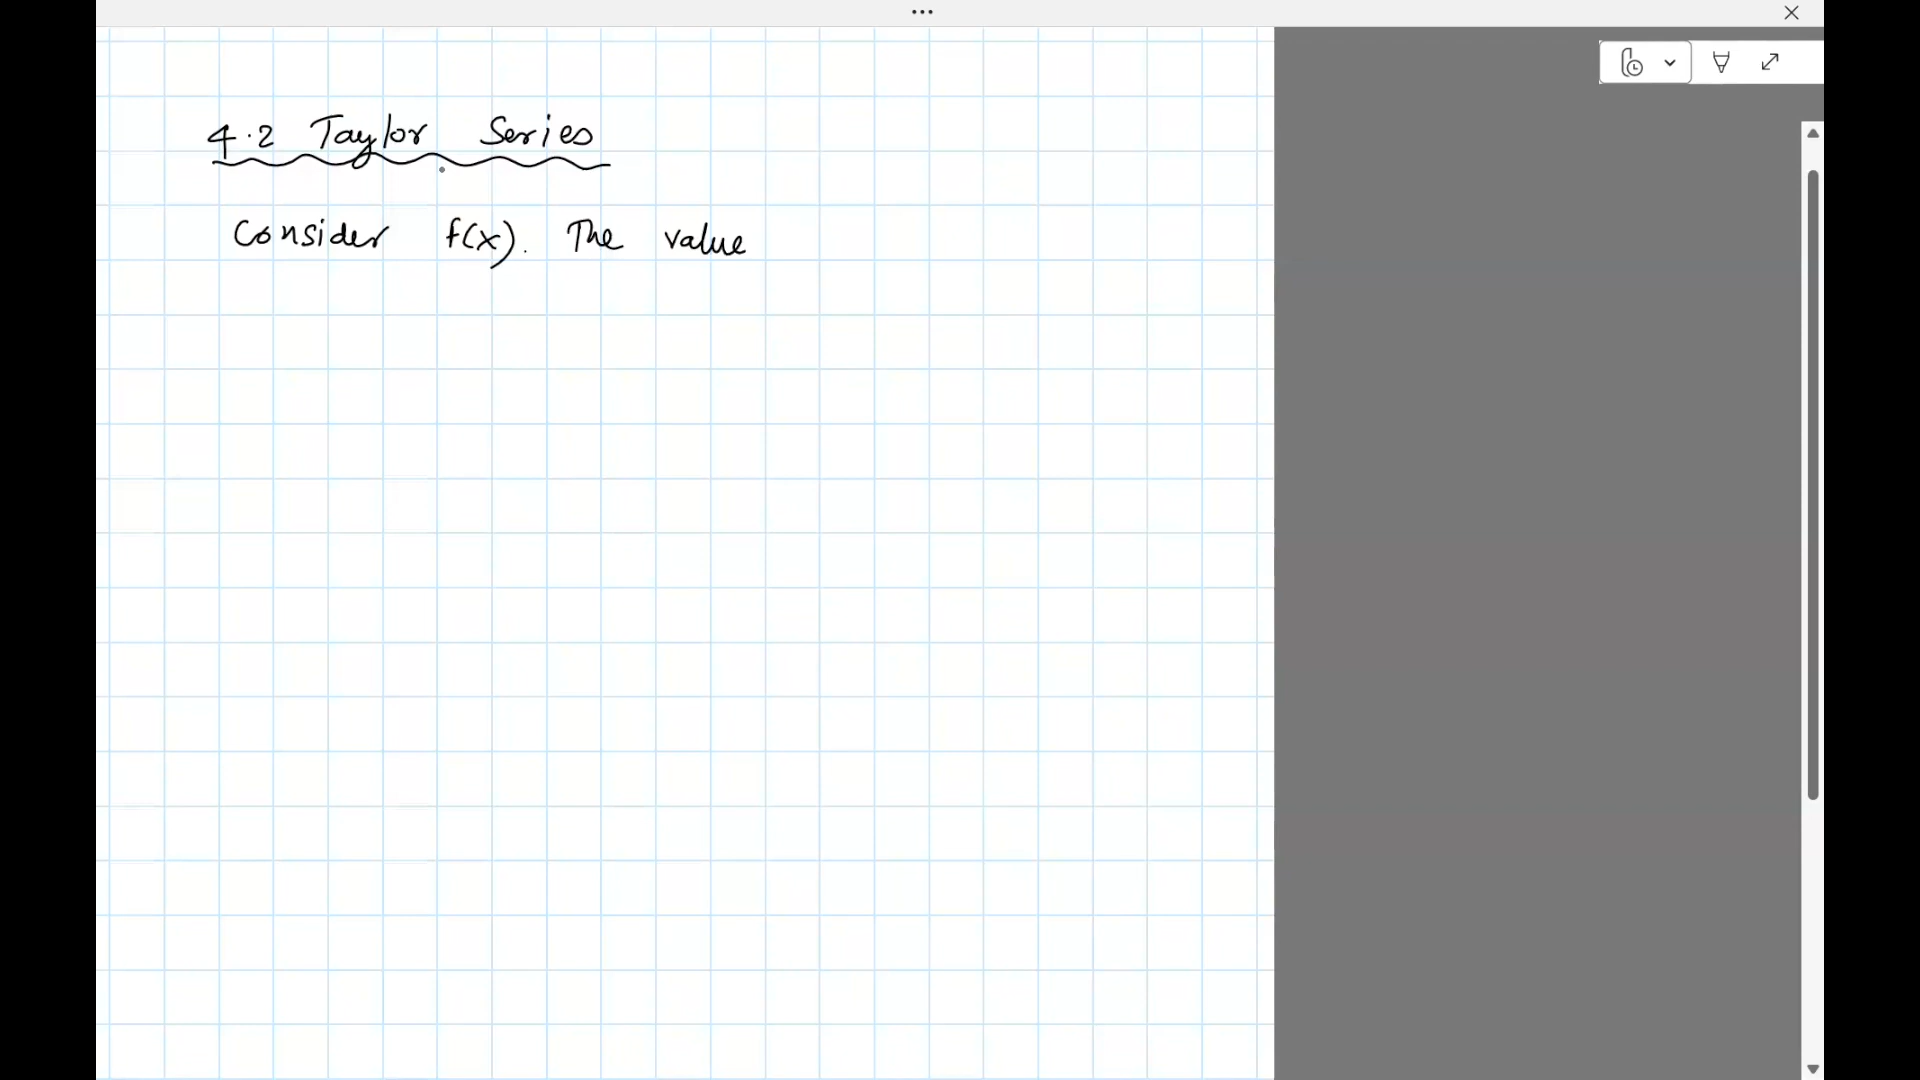 4.2 Taylor Series
Consider f(x). The value